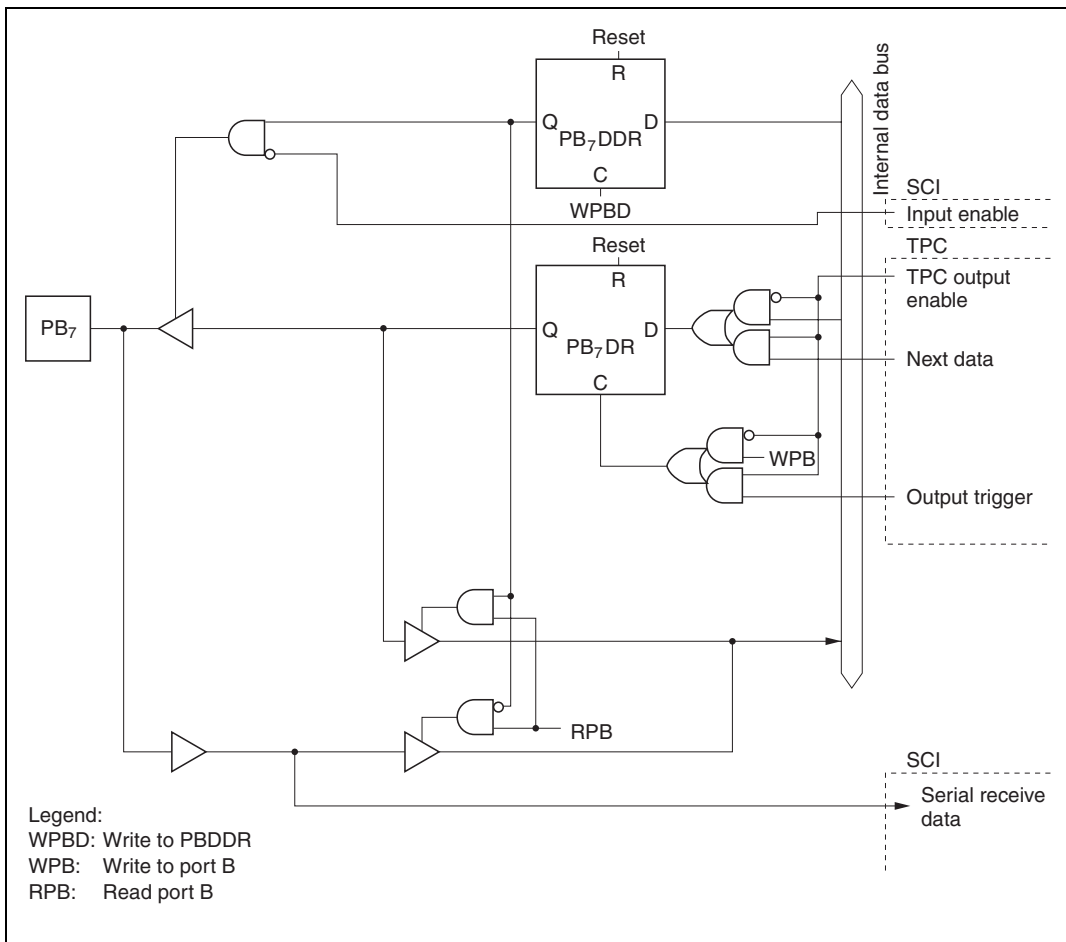 Reset
R
Q
D
PB7DDR
C
WPBD
Internal data bus
SCI
Input enable
TPC
Reset
R
TPC output
enable
PB7
Q
D
PB7DR
Next data
C
WPB
Output trigger
RPB
SCI
Serial receive
data
Legend:
WPBD: Write to PBDDR
WPB: Write to port B
RPB: Read port B